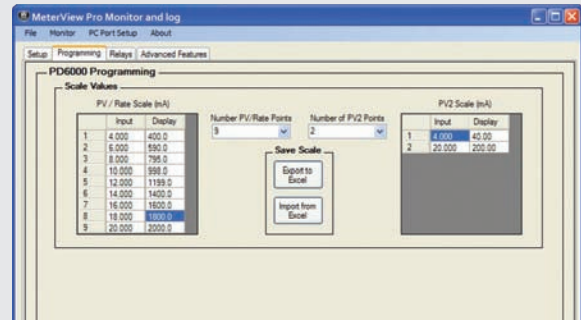 MeterView Pro Monitor and log
File Monitor PC Port Setup About
Setup Programming Relays Advanced Features
PD6000 Programming
Scale Values
PV / Rate Scale (mA)
Input Display
1 4.000 400.0
2 6.000 590.0
3 8.000 795.0
4 10.000 998.0
5 12.000 1199.0
6 14.000 1400.0
7 16.000 1600.0
8 18.000 1800.0
9 20.000 2000.0
Number PV/Rate Points
9
Number of PV2 Points
2
Save Scale
Export to
Excel
Import from
Excel
PV2 Scale (mA)
Input Display
1 4.000 40.00
2 20.000 200.00